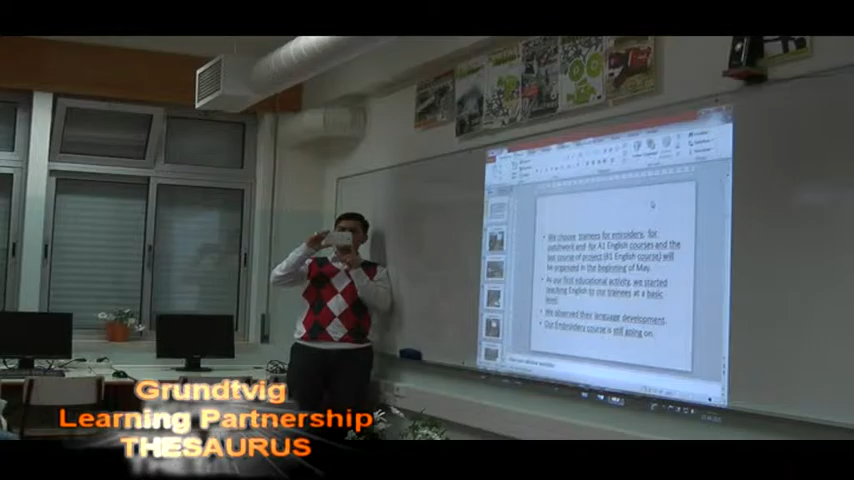 We choose trainees for embroidery, for
patchwork and for A1 English courses and the
last course of project (B1 English course) will
be organized in the beginning of May.
As our first educational activity, we started
teaching English to our trainees at a basic
level.
We observed their language development.
Our Embroidery course is still going on.
Grundtvig
Learning Partnership
THESAURUS